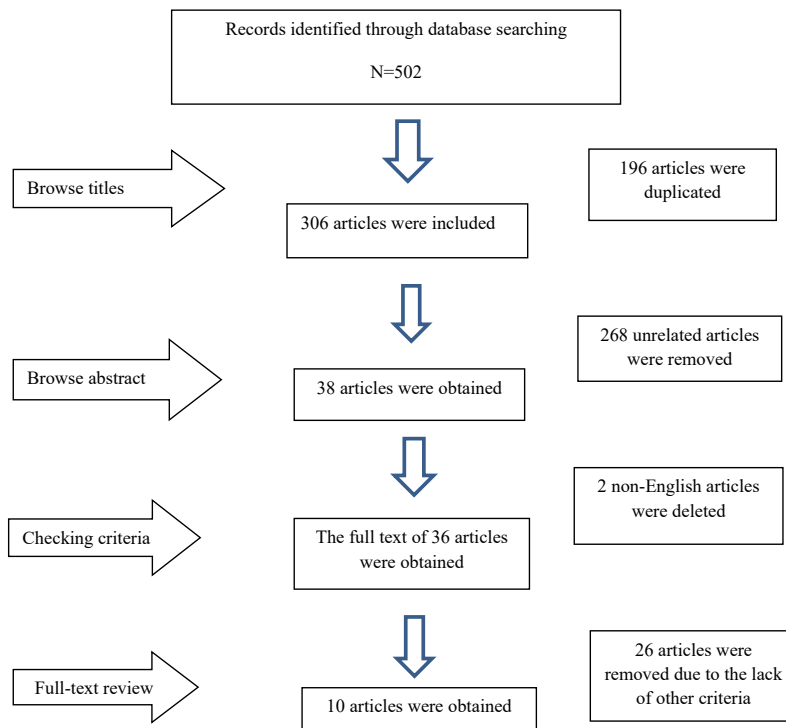 Records identified through database searching
N=502
Browse titles
196 articles were
duplicated
306 articles were included
268 unrelated articles
were removed
Browse abstract
38 articles were obtained
2 non-English articles
were deleted
Checking criteria
The full text of 36 articles
were obtained
26 articles were
removed due to the lack
of other criteria
Full-text review
10 articles were obtained